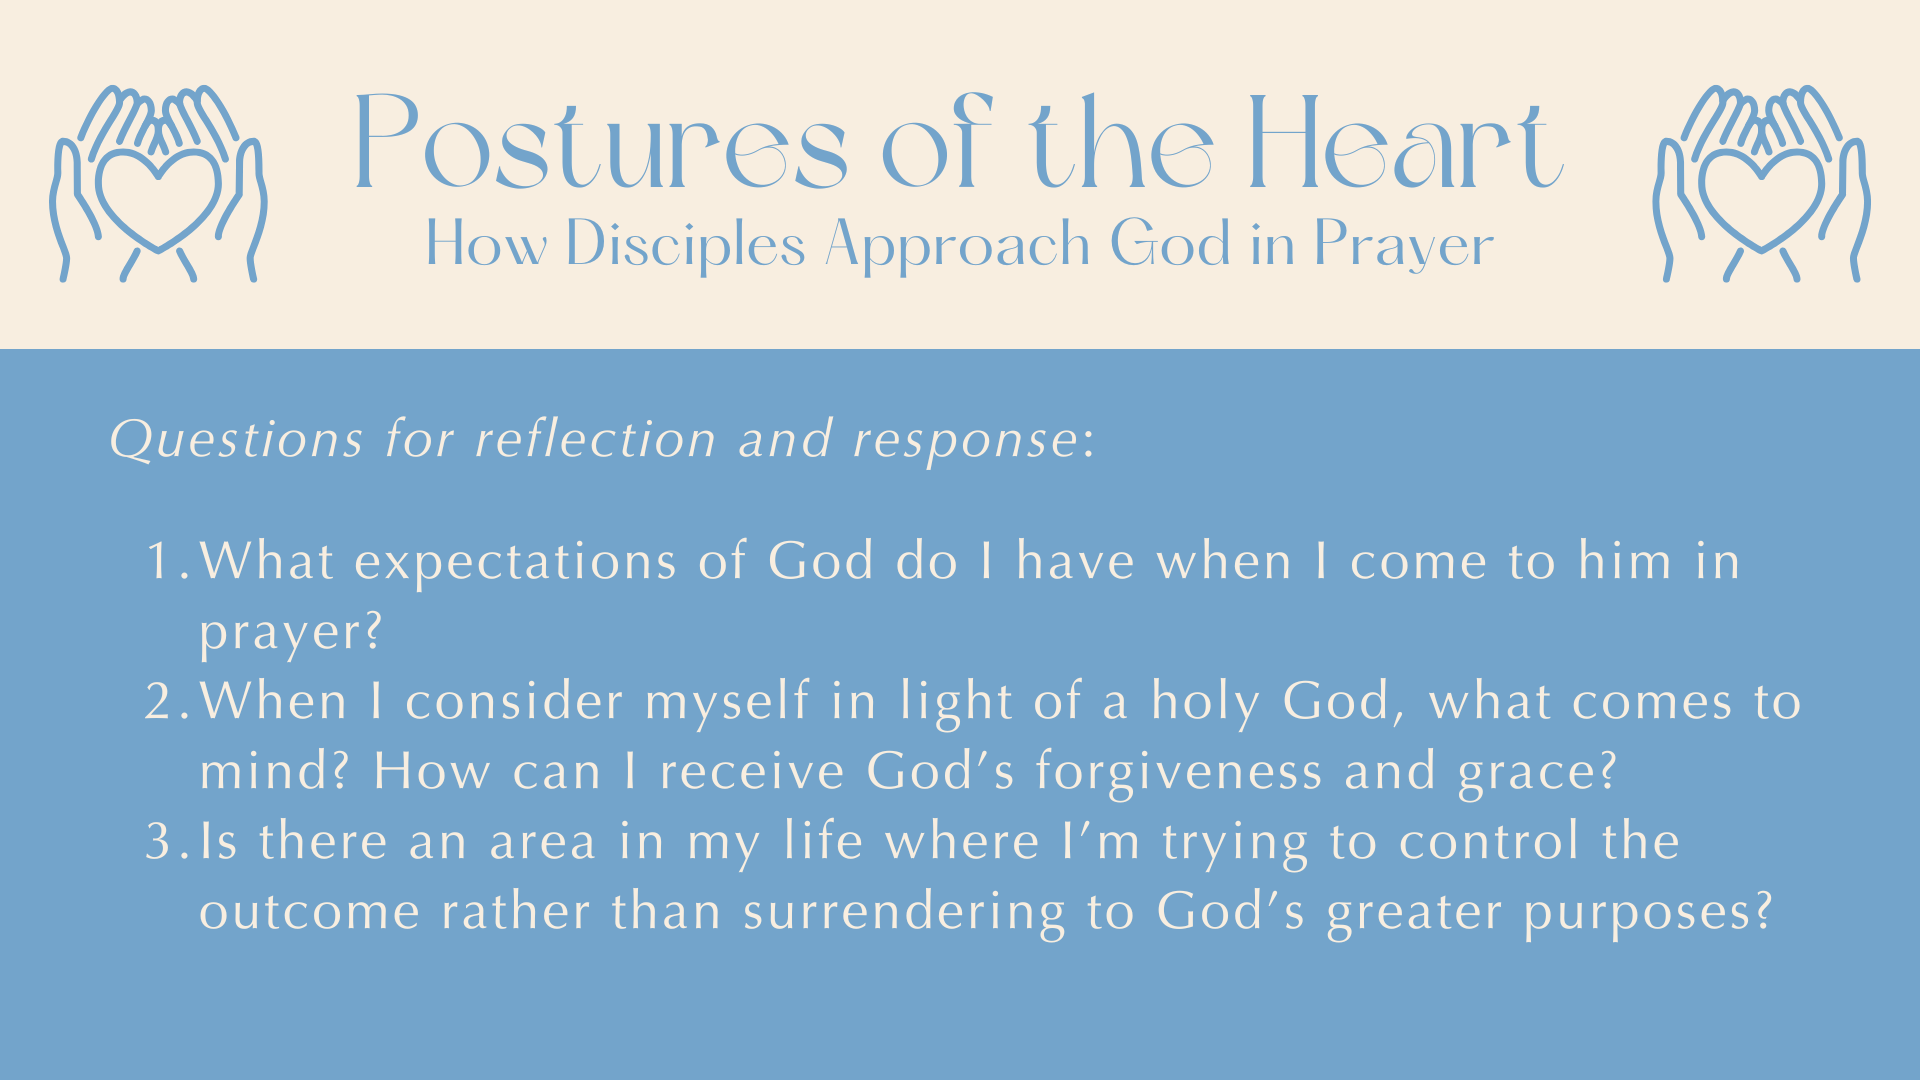 Postures of the Heart
How Disciples Approach God in Prayer
Questions for reflection and response:
1. What expectations of God do I have when I come to him in
prayer?
2. When I consider myself in light of a holy God, what comes to
mind? How can I receive God’s forgiveness and grace?
3. Is there an area in my life where I’m trying to control the
outcome rather than surrendering to God’s greater purposes?